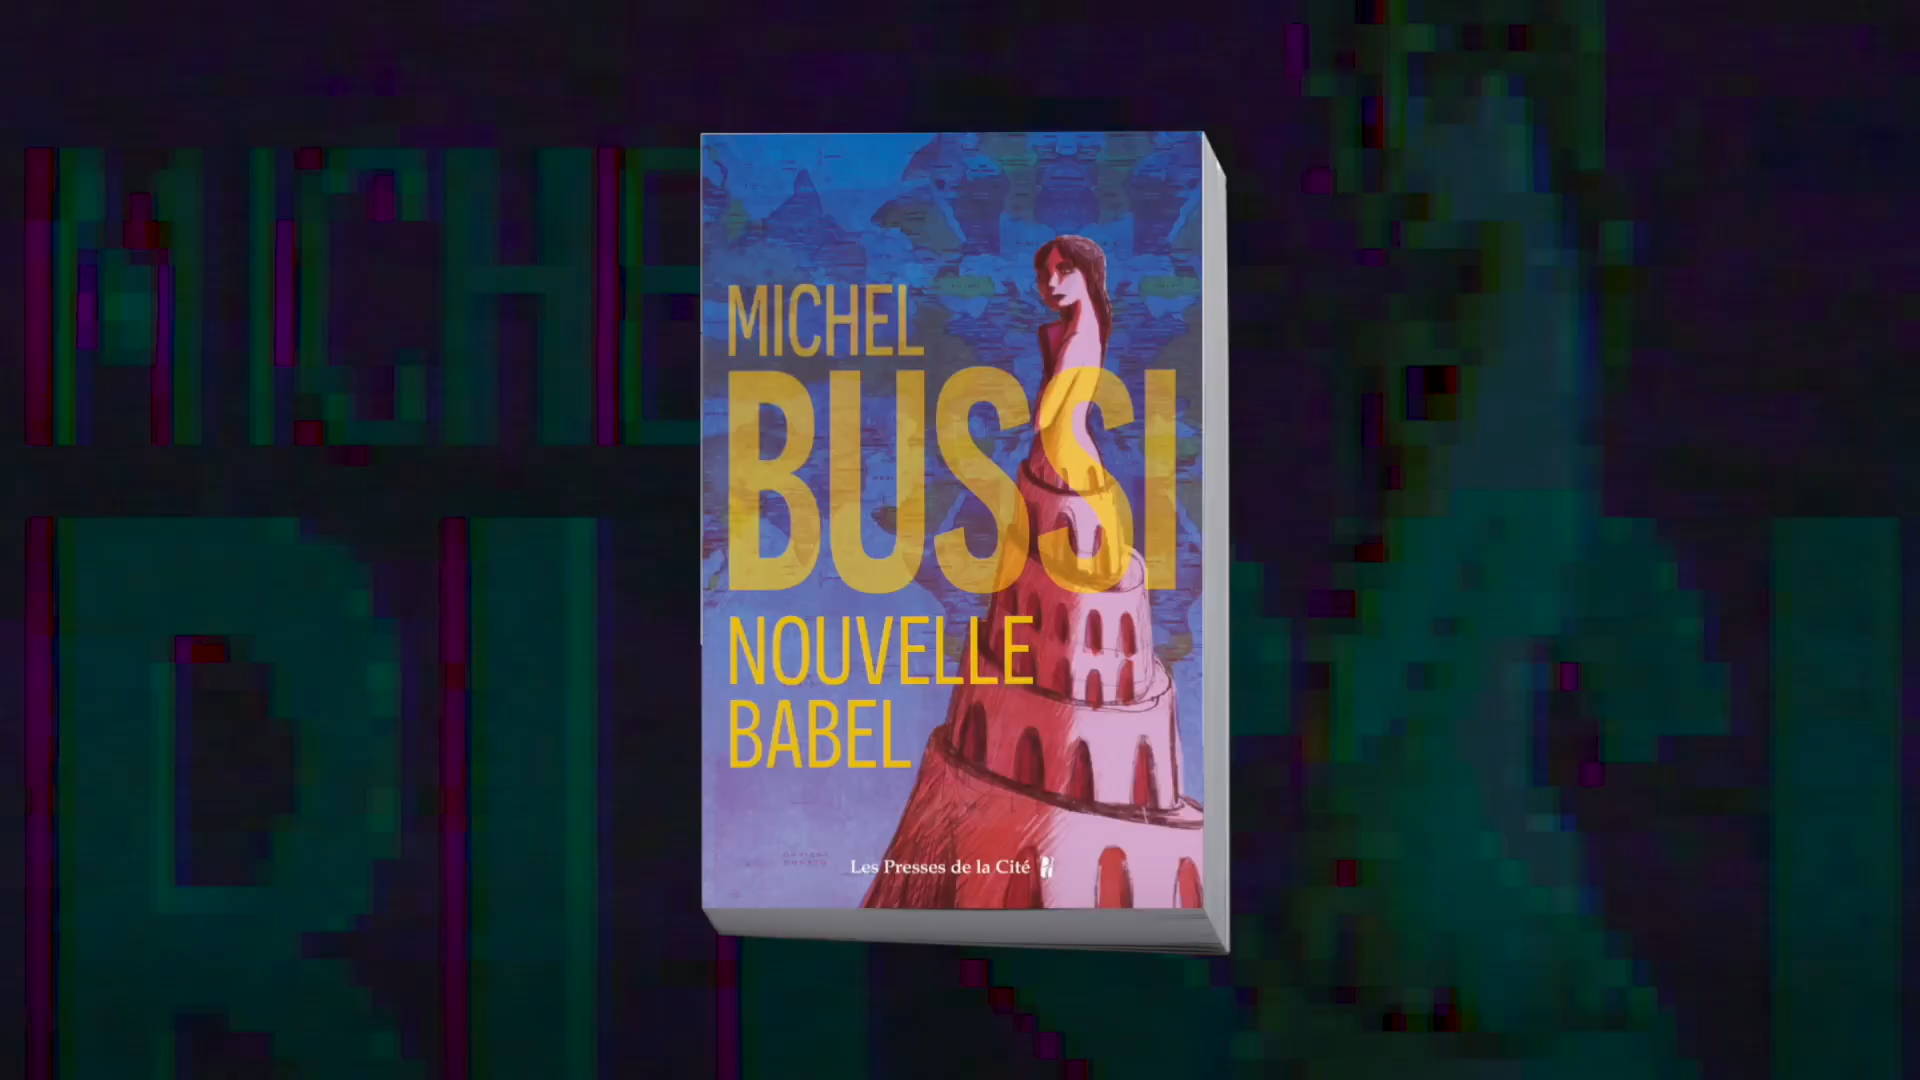 MICHEL
BUSSI
NOUVELLE
BABEL
Les Presses de la Cité